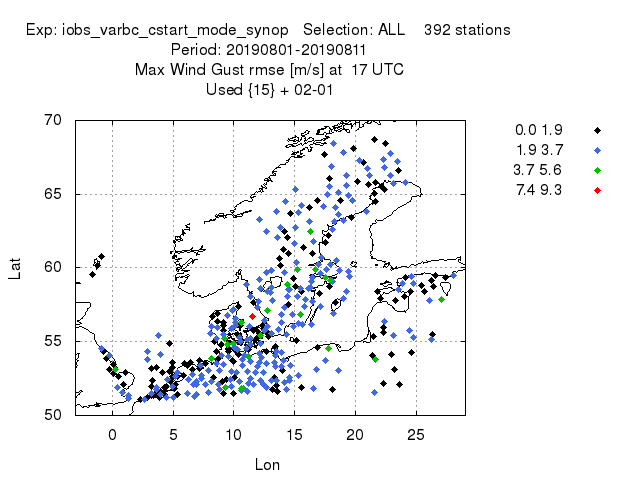 Exp: iobs_varbc_cstart_mode_synop Selection: ALL 392 stations
Period: 20190801-20190811
Max Wind Gust rmse [m/s] at 17 UTC
Used {15} + 02-01
0.0 1.9
1.9 3.7
3.7 5.6
7.4 9.3
70
65
60
55
50
Lat
0 5 10 15 20 25
Lon